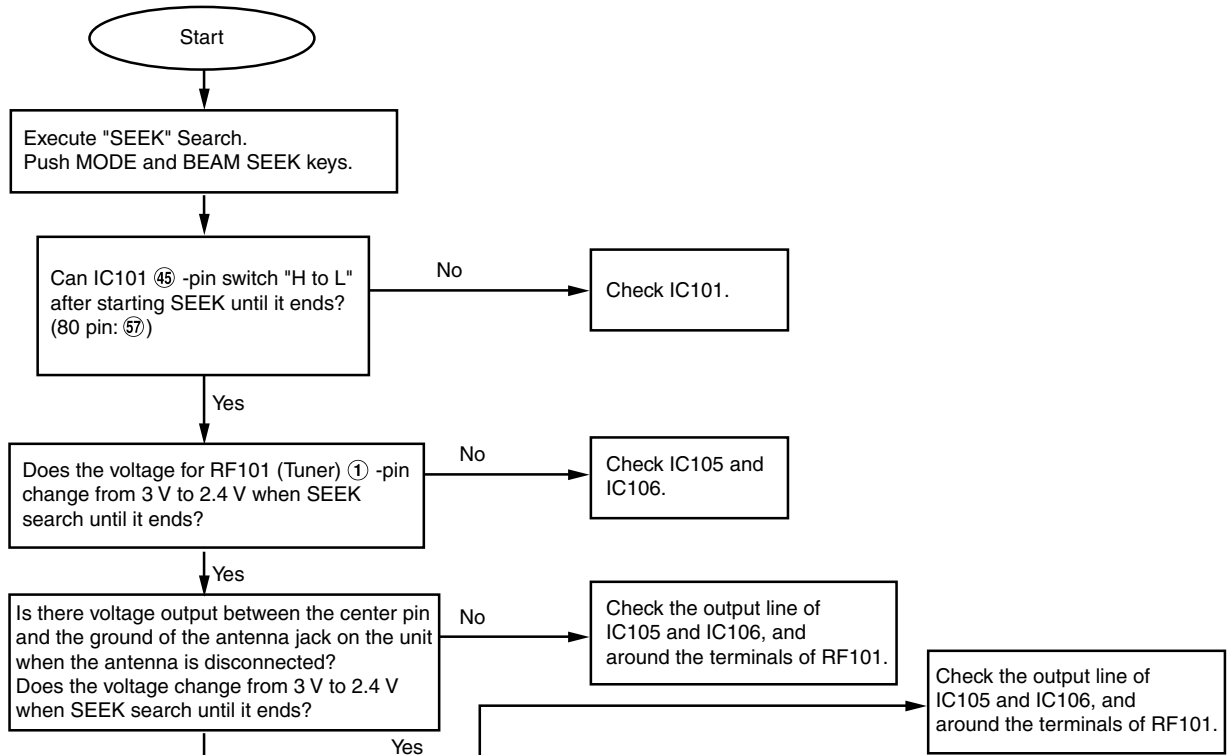 Start
Execute "SEEK" Search.
Push MODE and BEAM SEEK keys.
Can IC101 ㊺ -pin switch "H to L"
after starting SEEK until it ends?
(80 pin: 57)
No
Check IC101.
Yes
Does the voltage for RF101 (Tuner) ① -pin
change from 3 V to 2.4 V when SEEK
search until it ends?
No
Check IC105 and
IC106.
Yes
Is there voltage output between the center pin
and the ground of the antenna jack on the unit
when the antenna is disconnected?
Does the voltage change from 3 V to 2.4 V
when SEEK search until it ends?
No
Check the output line of
IC105 and IC106, and
around the terminals of RF101.
Yes
Check the output line of
IC105 and IC106, and
around the terminals of RF101.